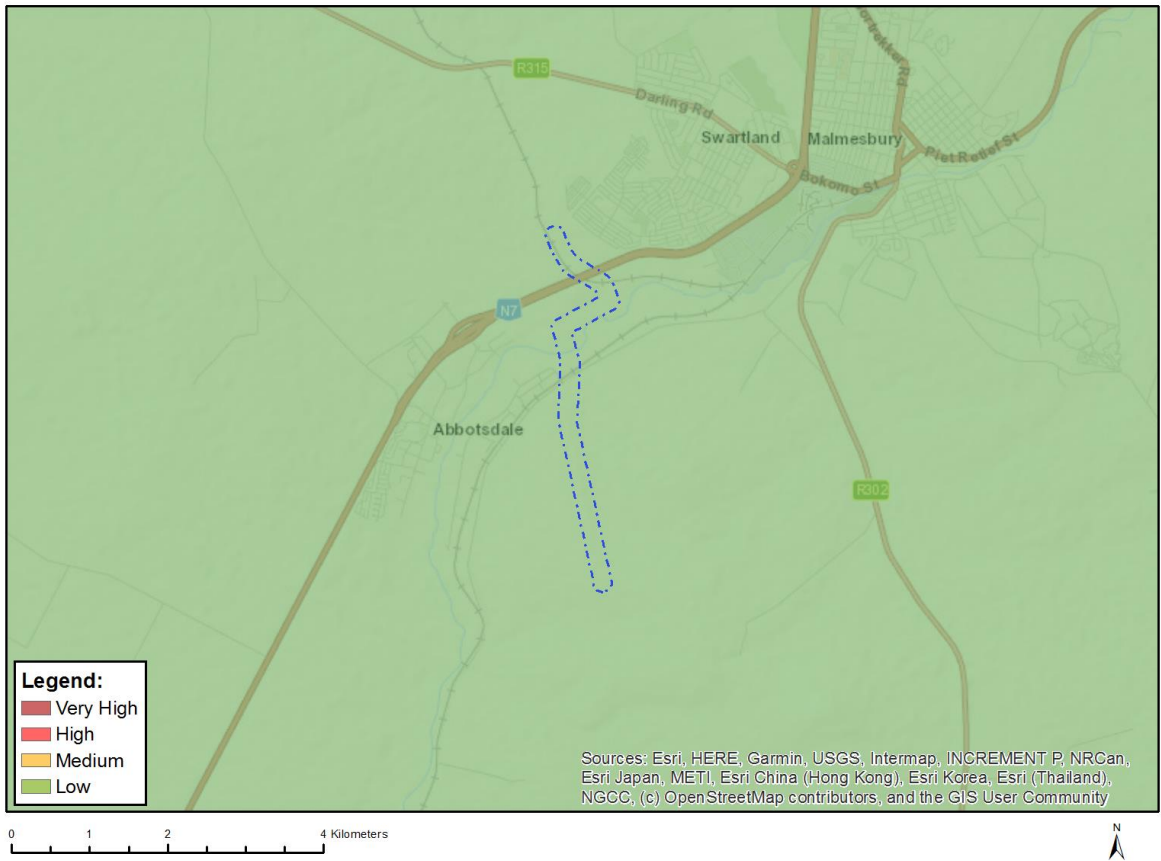 R315
Voortrekker Rd
Darling Rd
Swartland
Malmesbury
Piet Retief St
Bokomo St
N7
Abbotsdale
R302
Legend:
Very High
High
Medium
Low
Sources: Esri, HERE, Garmin, USGS, Intermap, INCREMENT P, NRCan,
Esri Japan, METI, Esri China (Hong Kong), Esri Korea, Esri (Thailand),
NGCC, (c) OpenStreetMap contributors, and the GIS User Community
0 1 2 4 Kilometers
N